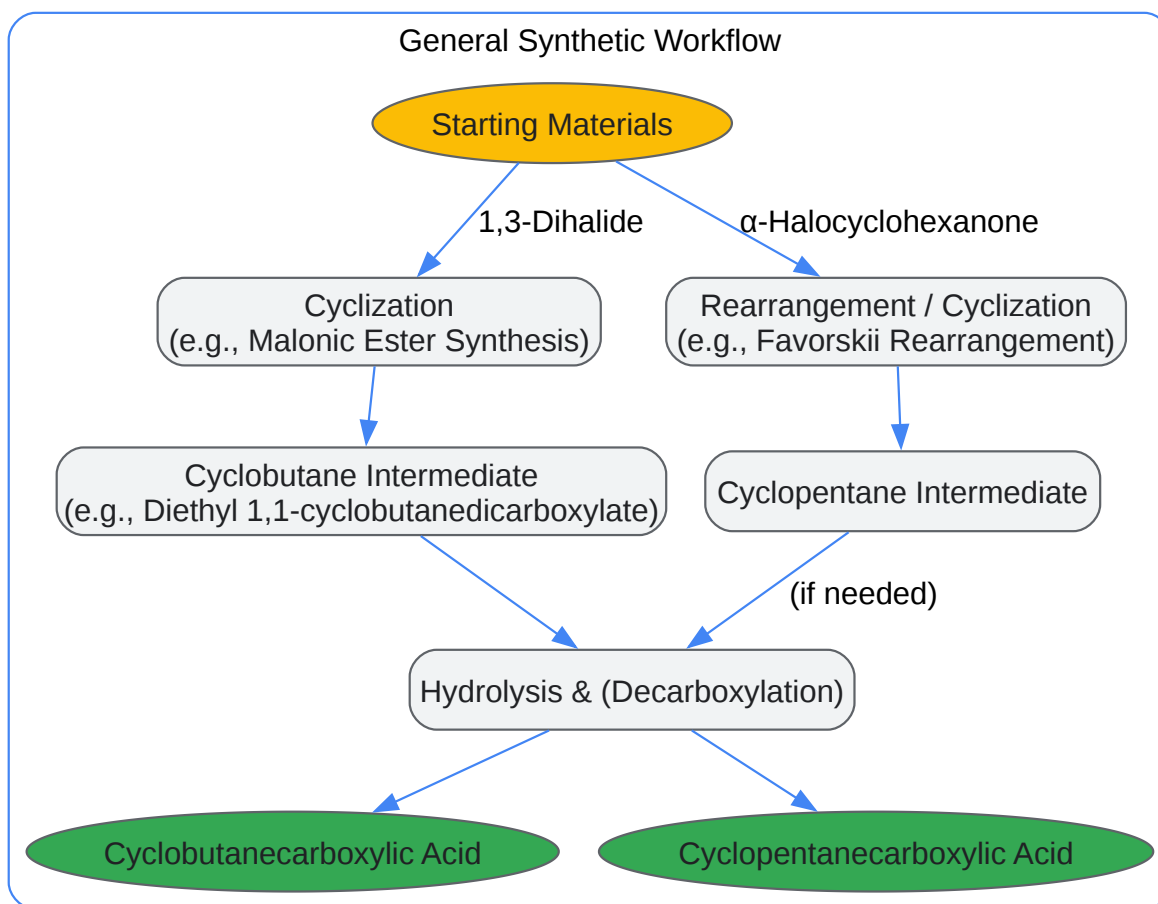 General Synthetic Workflow
Starting Materials
1,3-Dihalide
α-Halocyclohexanone
Cyclization
(e.g., Malonic Ester Synthesis)
Rearrangement / Cyclization
(e.g., Favorskii Rearrangement)
Cyclobutane Intermediate
(e.g., Diethyl 1,1-cyclobutanedicarboxylate)
Cyclopentane Intermediate
(if needed)
Hydrolysis & (Decarboxylation)
Cyclobutanecarboxylic Acid
Cyclopentanecarboxylic Acid